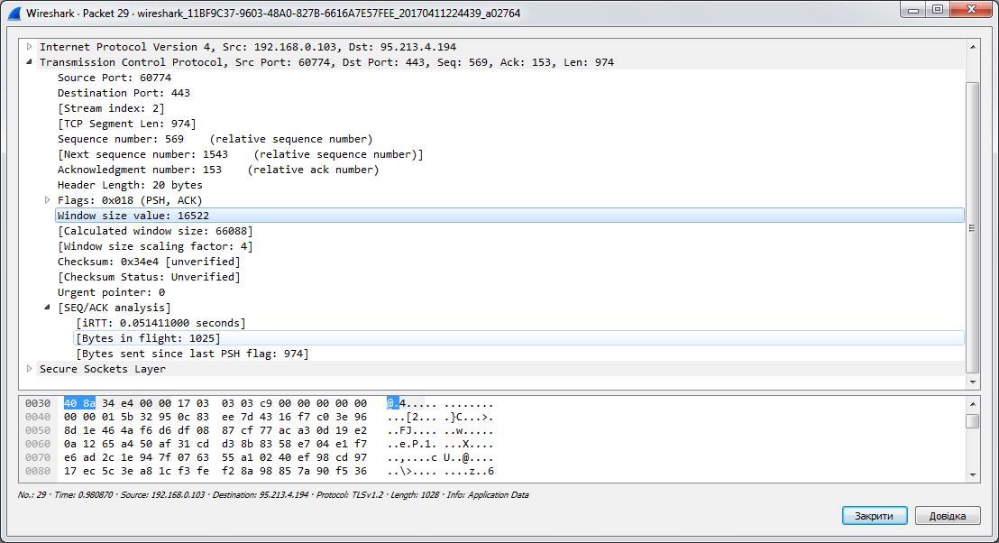 Wireshark · Packet 29 · wireshark_11BF9C37-9603-48A0-827B-6616A7E57FEE_20170411224439_a02764
Internet Protocol Version 4, Src: 192.168.0.103, Dst: 95.213.4.194
Transmission Control Protocol, Src Port: 60774, Dst Port: 443, Seq: 569, Ack: 153, Len: 974
Source Port: 60774
Destination Port: 443
[Stream index: 2]
[TCP Segment Len: 974]
Sequence number: 569    (relative sequence number)
[Next sequence number: 1543    (relative sequence number)]
Acknowledgment number: 153    (relative ack number)
Header Length: 20 bytes
Flags: 0x018 (PSH, ACK)
Window size value: 16522
[Calculated window size: 66088]
[Window size scaling factor: 4]
Checksum: 0x34e4 [unverified]
[Checksum Status: Unverified]
Urgent pointer: 0
[SEQ/ACK analysis]
[iRTT: 0.051411000 seconds]
[Bytes in flight: 1025]
[Bytes sent since last PSH flag: 974]
Secure Sockets Layer
0030  40 8a 34 e4 00 00 17 03  03 03 c9 00 00 00 00 00   @.4..... ........
0040  00 00 01 5b 32 95 0c 83  ee 7d 43 16 f7 c0 3e 96   ...[2... .}C...>.
0050  8d 1e 46 4a f6 d6 df 08  87 cf 77 ac a3 0d 19 e2   ..FJ.... ..w.....
0060  0a 12 65 a4 50 af 31 cd  d3 8b 83 58 e7 04 e1 f7   ..e.P.1. ...X....
0070  e6 ad 2c 1e 94 7f 07 63  55 a1 02 40 ef 98 cd 97   ..,....c U..@....
0080  17 ec 5c 3e a8 1c f3 fe  f2 8a 98 85 7a 90 f5 36   ..\>.... ....z..6
No.: 29 · Time: 0.980870 · Source: 192.168.0.103 · Destination: 95.213.4.194 · Protocol: TLSv1.2 · Length: 1028 · Info: Application Data
Закрити
Довідка